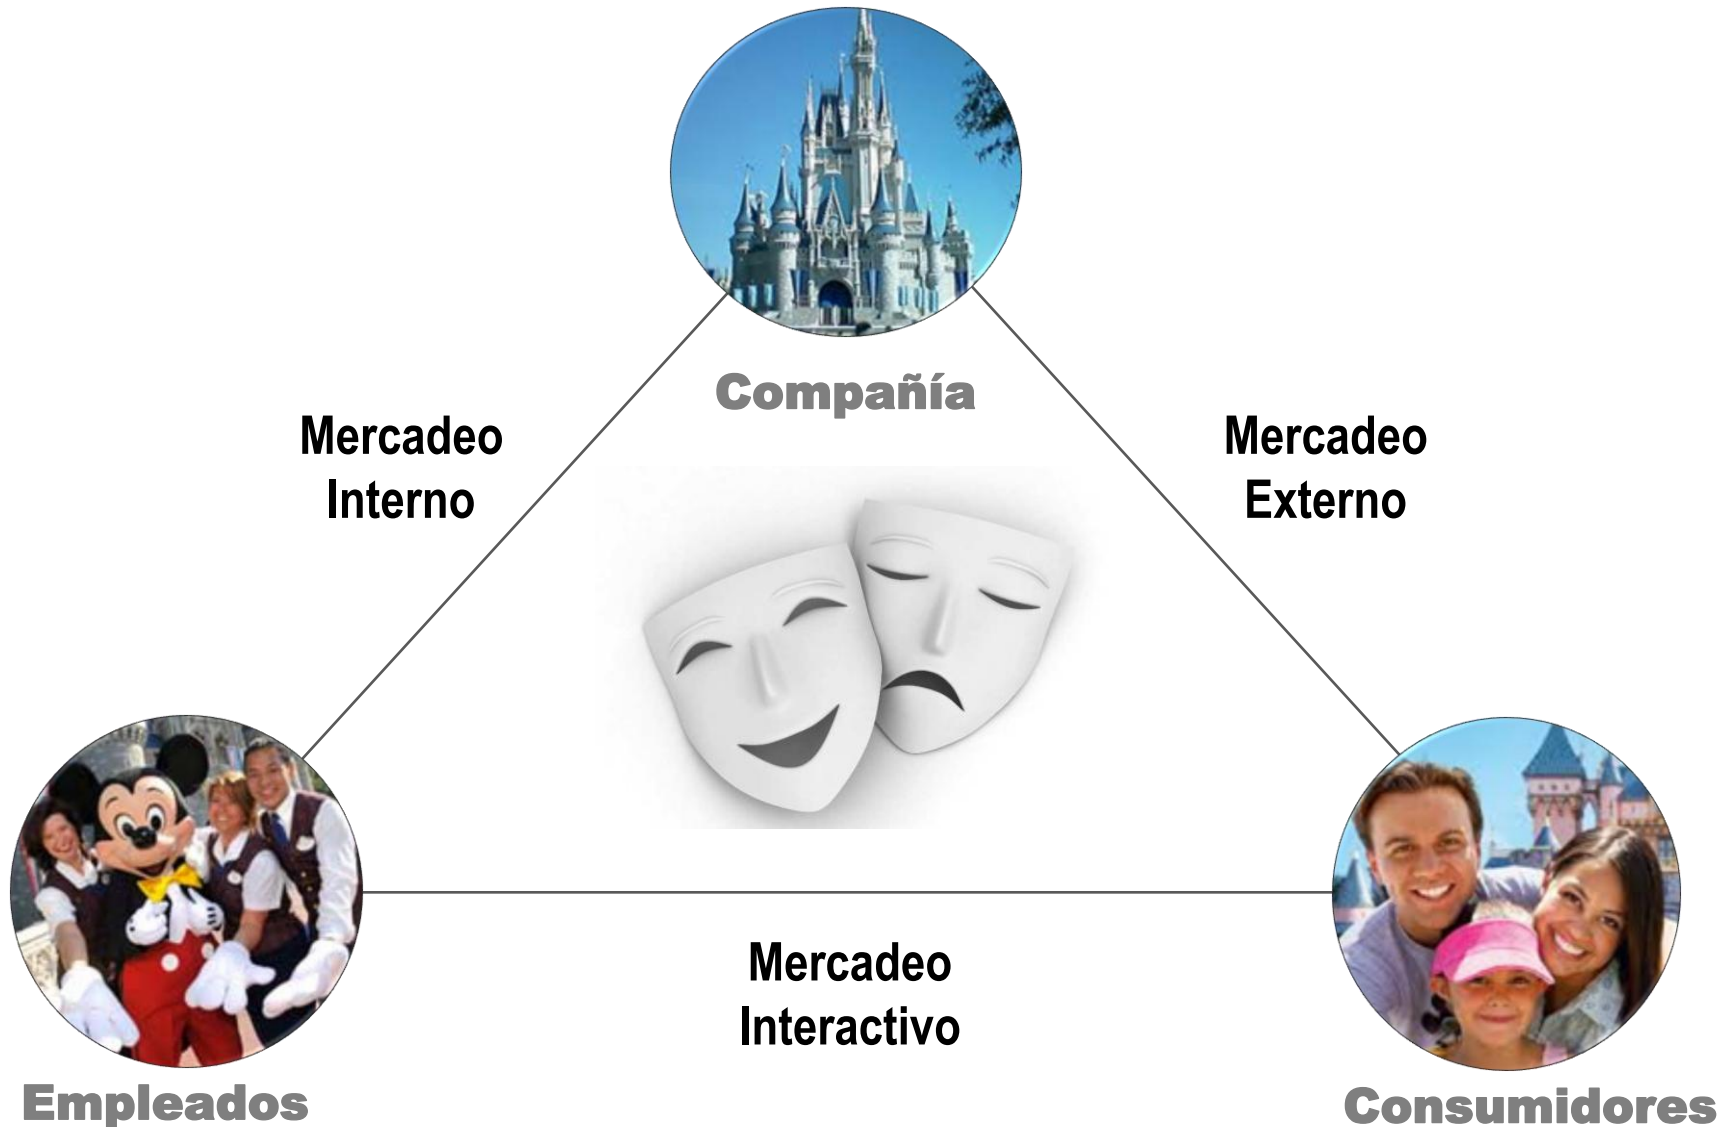 Compañía
Mercadeo
Interno
Mercadeo
Externo
Mercadeo
Interactivo
Empleados
Consumidores